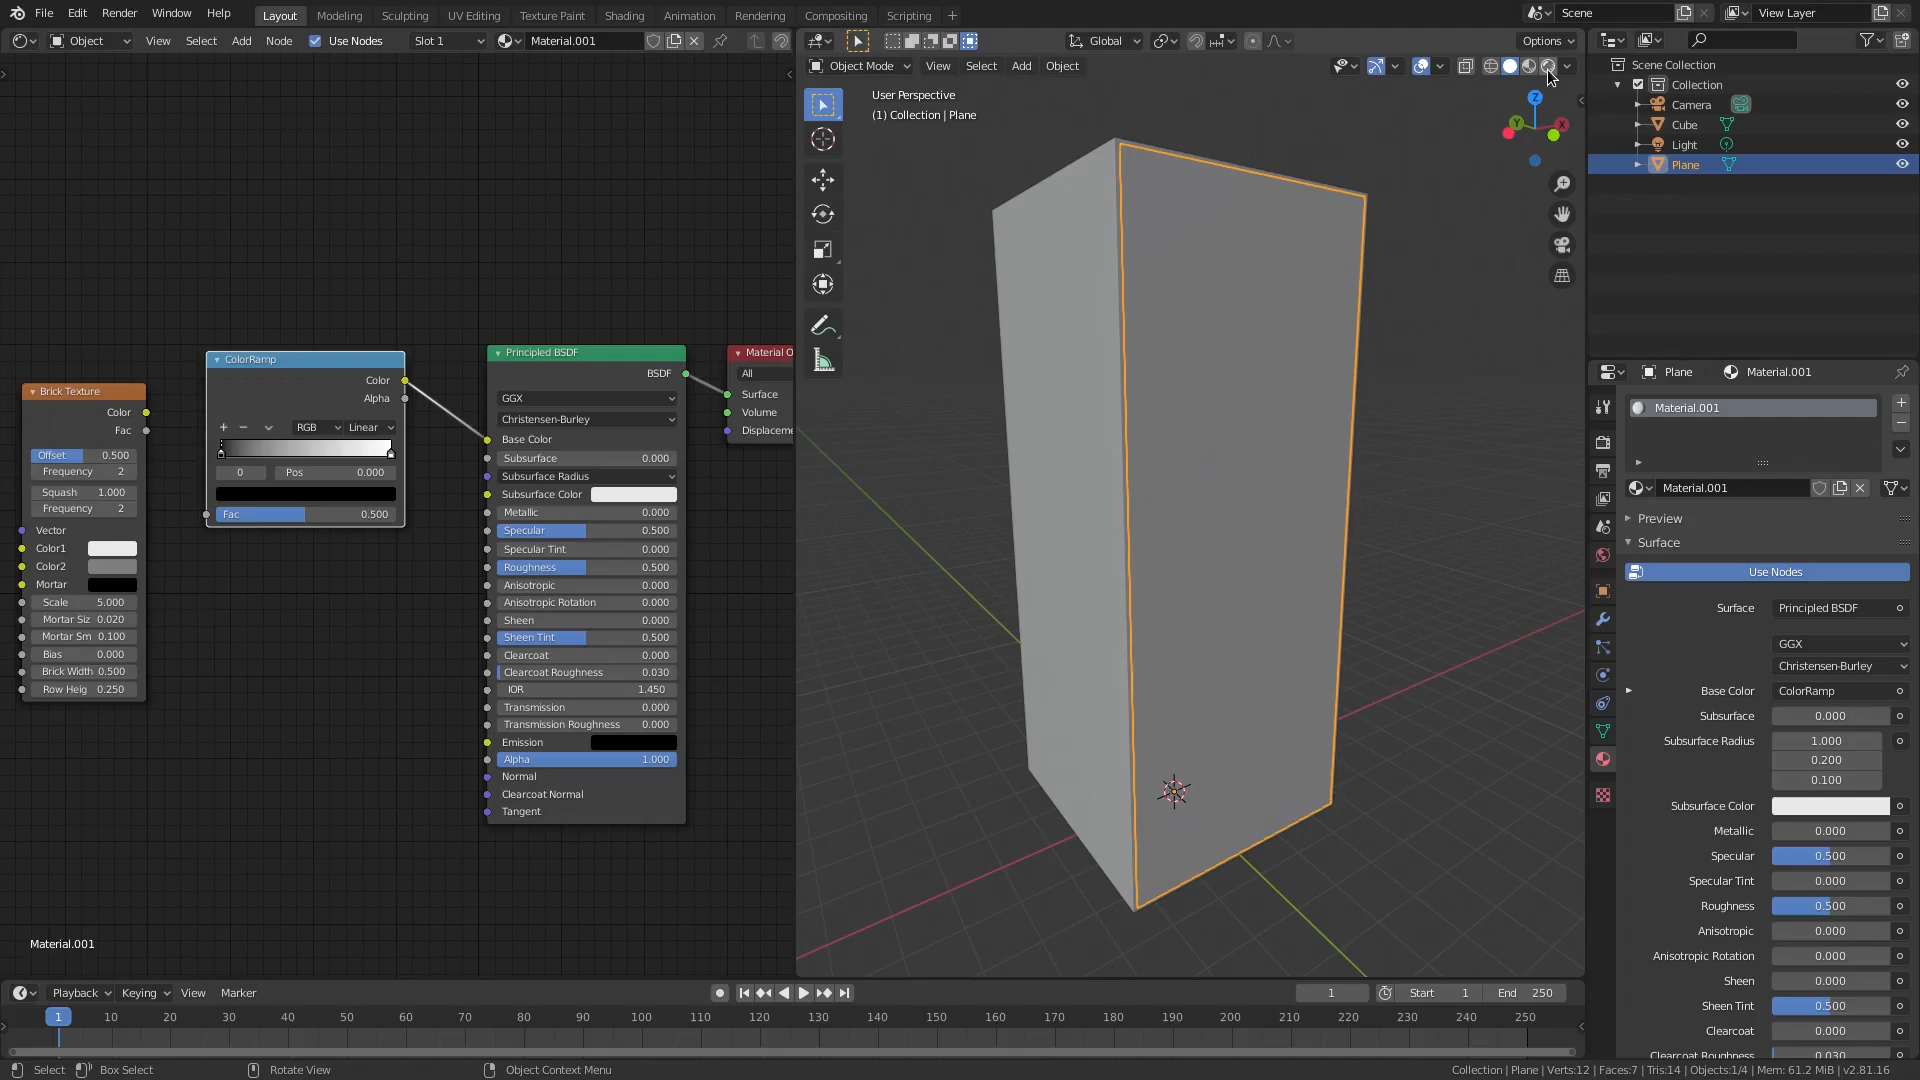 File Edit Render Window Help
Layout Modeling Sculpting UV Editing Texture Paint Shading Animation Rendering Compositing Scripting +
Scene
View Layer
Object View Select Add Node Use Nodes Slot 1 Material.001
Global
Options
Object Mode View Select Add Object
User Perspective
(1) Collection | Plane
Z
Y
X
Scene Collection
Collection
Camera
Cube
Light
Plane
Brick Texture
Color
Fac
Offset 0.500
Frequency 2
Squash 1.000
Frequency 2
Vector
Color1
Color2
Mortar
Scale 5.000
Mortar Siz 0.020
Mortar Sm 0.100
Bias 0.000
Brick Width 0.500
Row Heig 0.250
ColorRamp
Color
Alpha
+ − RGB Linear
0 Pos 0.000
Fac 0.500
Principled BSDF
BSDF
GGX
Christensen-Burley
Base Color
Subsurface 0.000
Subsurface Radius
Subsurface Color
Metallic 0.000
Specular 0.500
Specular Tint 0.000
Roughness 0.500
Anisotropic 0.000
Anisotropic Rotation 0.000
Sheen 0.000
Sheen Tint 0.500
Clearcoat 0.000
Clearcoat Roughness 0.030
IOR 1.450
Transmission 0.000
Transmission Roughness 0.000
Emission
Alpha 1.000
Normal
Clearcoat Normal
Tangent
Material O
All
Surface
Volume
Displaceme
Material.001
Plane Material.001
Material.001
Material.001
Preview
Surface
Use Nodes
Surface Principled BSDF
GGX
Christensen-Burley
Base Color ColorRamp
Subsurface 0.000
Subsurface Radius 1.000
0.200
0.100
Subsurface Color
Metallic 0.000
Specular 0.500
Specular Tint 0.000
Roughness 0.500
Anisotropic 0.000
Anisotropic Rotation 0.000
Sheen 0.000
Sheen Tint 0.500
Clearcoat 0.000
Clearcoat Roughness 0.030
Playback Keying View Marker
1 Start 1 End 250
1 10 20 30 40 50 60 70 80 90 100 110 120 130 140 150 160 170 180 190 200 210 220 230 240 250
Select Box Select Rotate View Object Context Menu
Collection | Plane | Verts:12 | Faces:7 | Tris:14 | Objects:1/4 | Mem: 61.2 MiB | v2.81.16